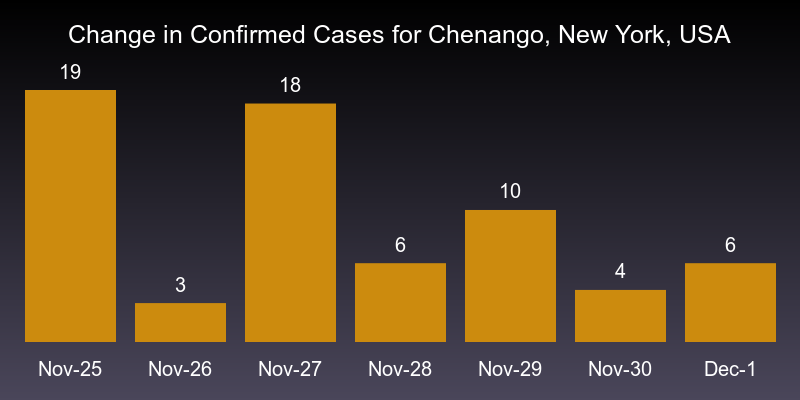 Change in Confirmed Cases for Chenango, New York, USA
19
3
18
6
10
4
6
Nov-25
Nov-26
Nov-27
Nov-28
Nov-29
Nov-30
Dec-1